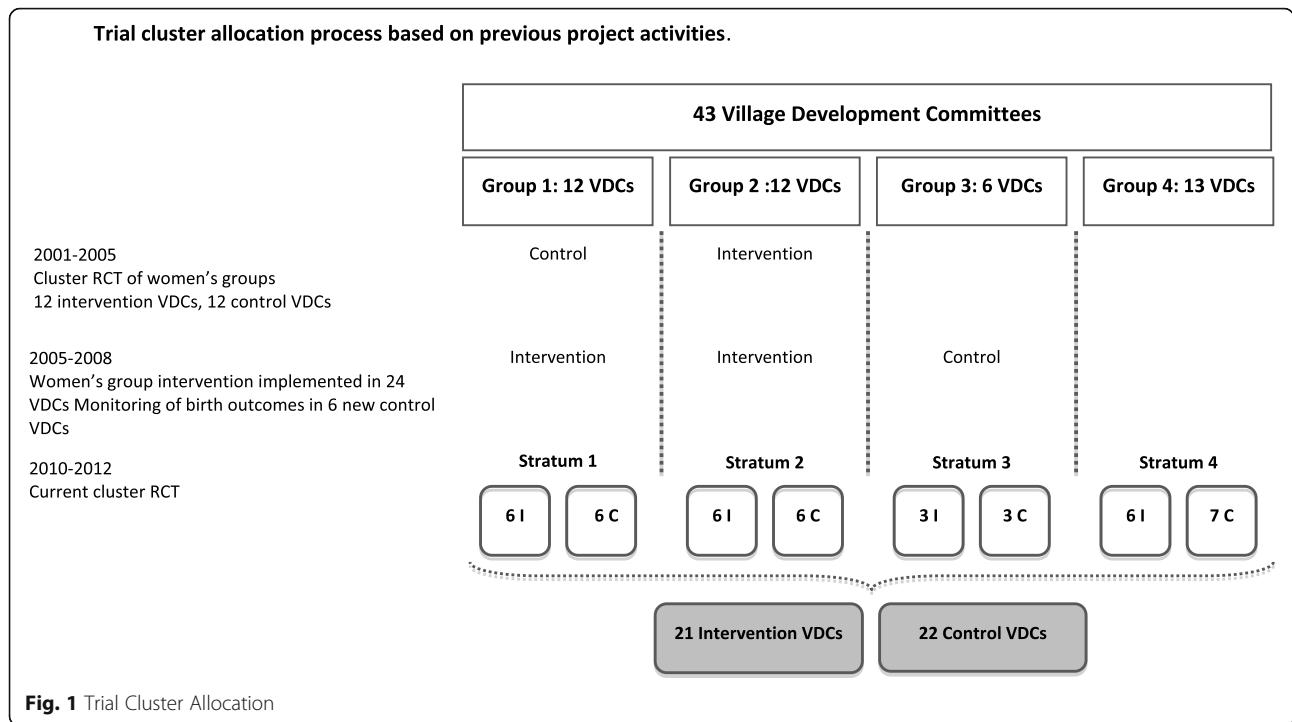 Trial cluster allocation process based on previous project activities.
43 Village Development Committees
Group 1: 12 VDCs
Group 2 :12 VDCs
Group 3: 6 VDCs
Group 4: 13 VDCs
2001-2005
Cluster RCT of women’s groups
12 intervention VDCs, 12 control VDCs
Control
Intervention
2005-2008
Women’s group intervention implemented in 24
VDCs Monitoring of birth outcomes in 6 new control
VDCs
Intervention
Intervention
Control
2010-2012
Current cluster RCT
Stratum 1
Stratum 2
Stratum 3
Stratum 4
6 I
6 C
6 I
6 C
3 I
3 C
6 I
7 C
21 Intervention VDCs
22 Control VDCs
Fig. 1 Trial Cluster Allocation